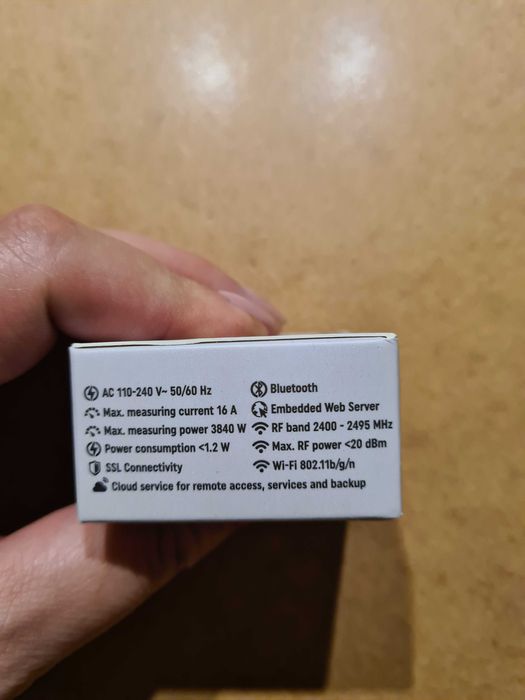 AC 110-240 V~ 50/60 Hz
Max. measuring current 16 A
Max. measuring power 3840 W
Power consumption <1.2 W
SSL Connectivity
Bluetooth
Embedded Web Server
RF band 2400 - 2495 MHz
Max. RF power <20 dBm
Wi-Fi 802.11b/g/n
Cloud service for remote access, services and backup